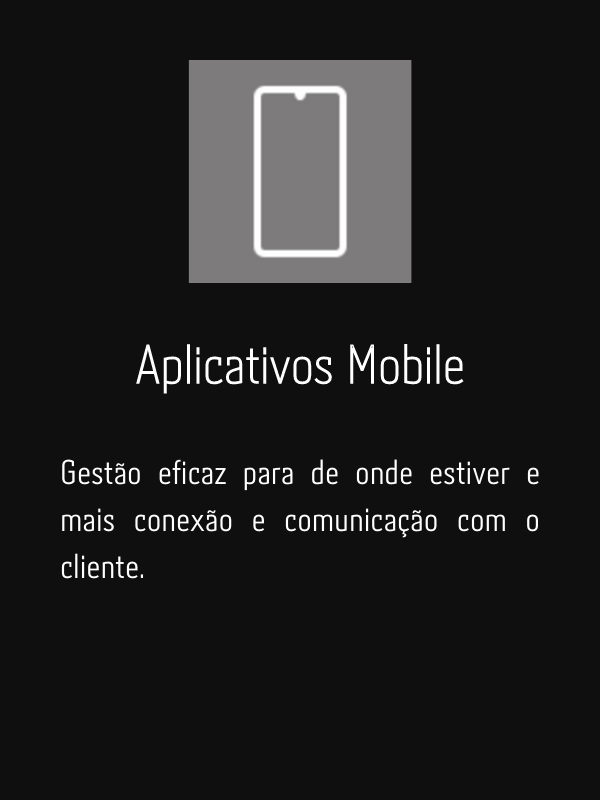 Aplicativos Mobile
Gestão eficaz para de onde estiver e
mais conexão e comunicação com o
cliente.